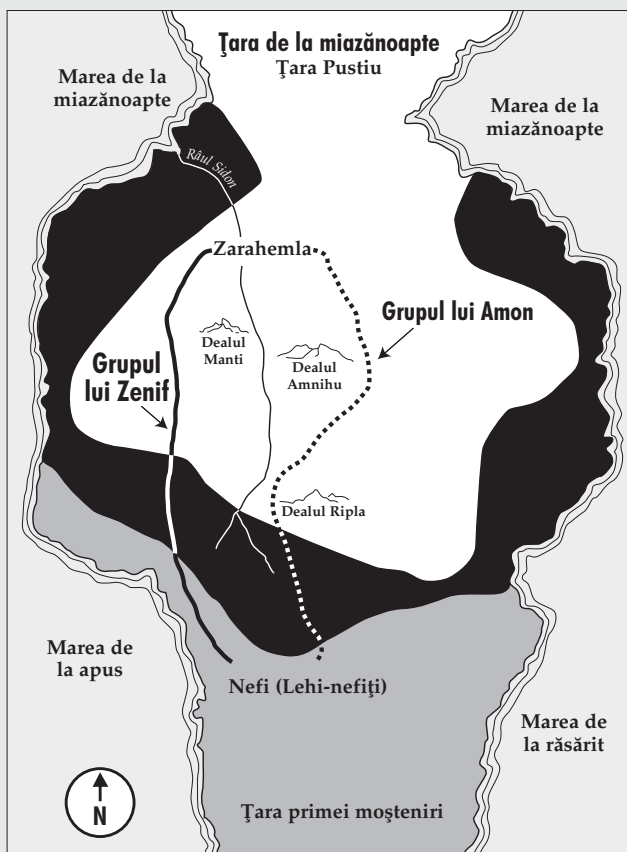 Ţara de la miazănoapte
Ţara Pustiu
Marea de la
miazănoapte
Marea de la
miazănoapte
Râul Sidon
Zarahemla
Grupul lui Amon
Dealul
Manti
Dealul
Amnihu
Grupul
lui Zenif
Dealul Ripla
Marea de
la apus
Nefi (Lehi-nefiţi)
Marea de
la răsărit
N
Ţara primei moşteniri